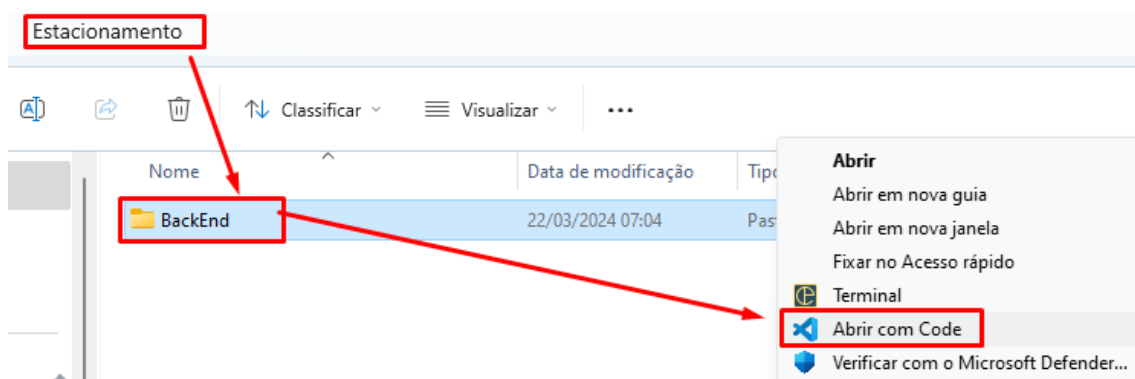 Estacionamento
Classificar
Visualizar
Nome
Data de modificação
Tipo
BackEnd
22/03/2024 07:04
Pas
Abrir
Abrir em nova guia
Abrir em nova janela
Fixar no Acesso rápido
Terminal
Abrir com Code
Verificar com o Microsoft Defender...